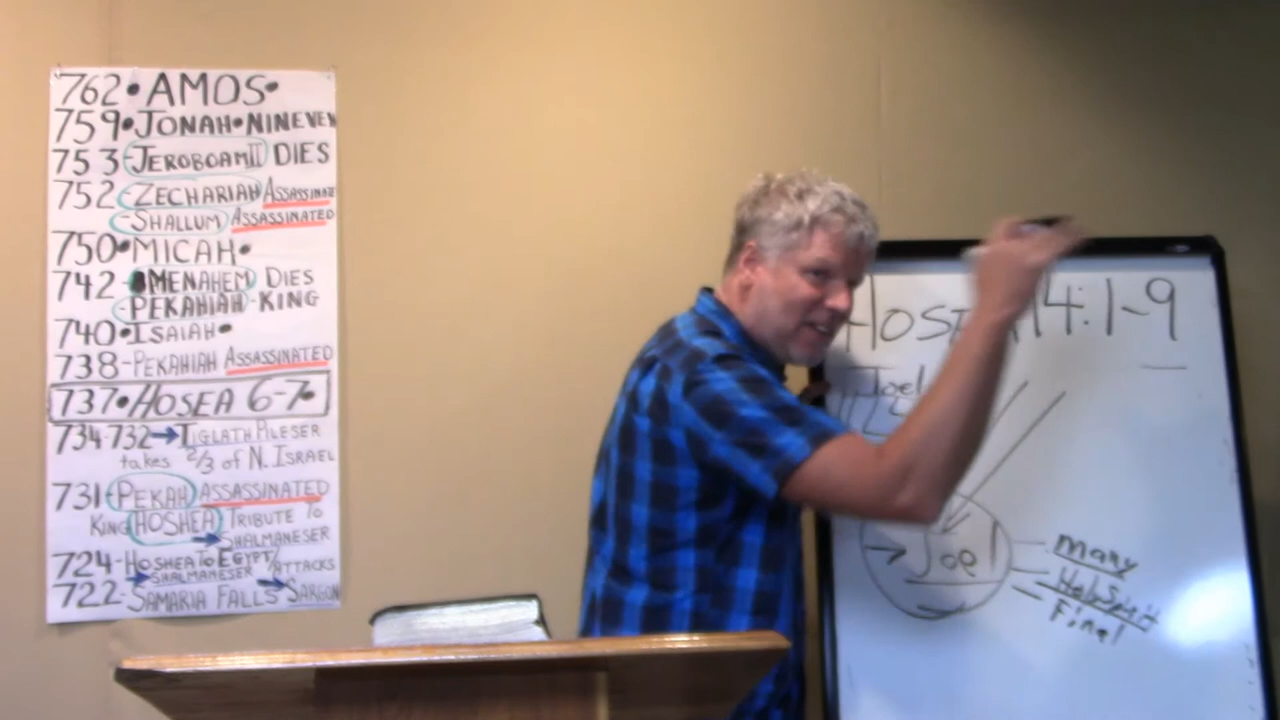 762•AMOS•
759•JONAH•NINEVEH
753 JEROBOAM II DIES
752-ZECHARIAH ASSASSINATE
-SHALLUM ASSASSINATED
750•MICAH•
742-MENAHEM DIES
-PEKAHIAH-KING
740•ISAIAH•
738-PEKAHIAH ASSASSINATED
737•HOSEA 6-7•
734-732→TIGLATH PILESER
takes 2/3 of N. ISRAEL
731-PEKAH ASSASSINATED
KING HOSHEA TRIBUTE TO
→SHALMANESER
724-HOSHEA TO EGYPT/
→SHALMANESER ATTACKS
722-SAMARIA FALLS→SARGON
14:1-9
Joel
→ Joel
many
Holy Spirit
Final